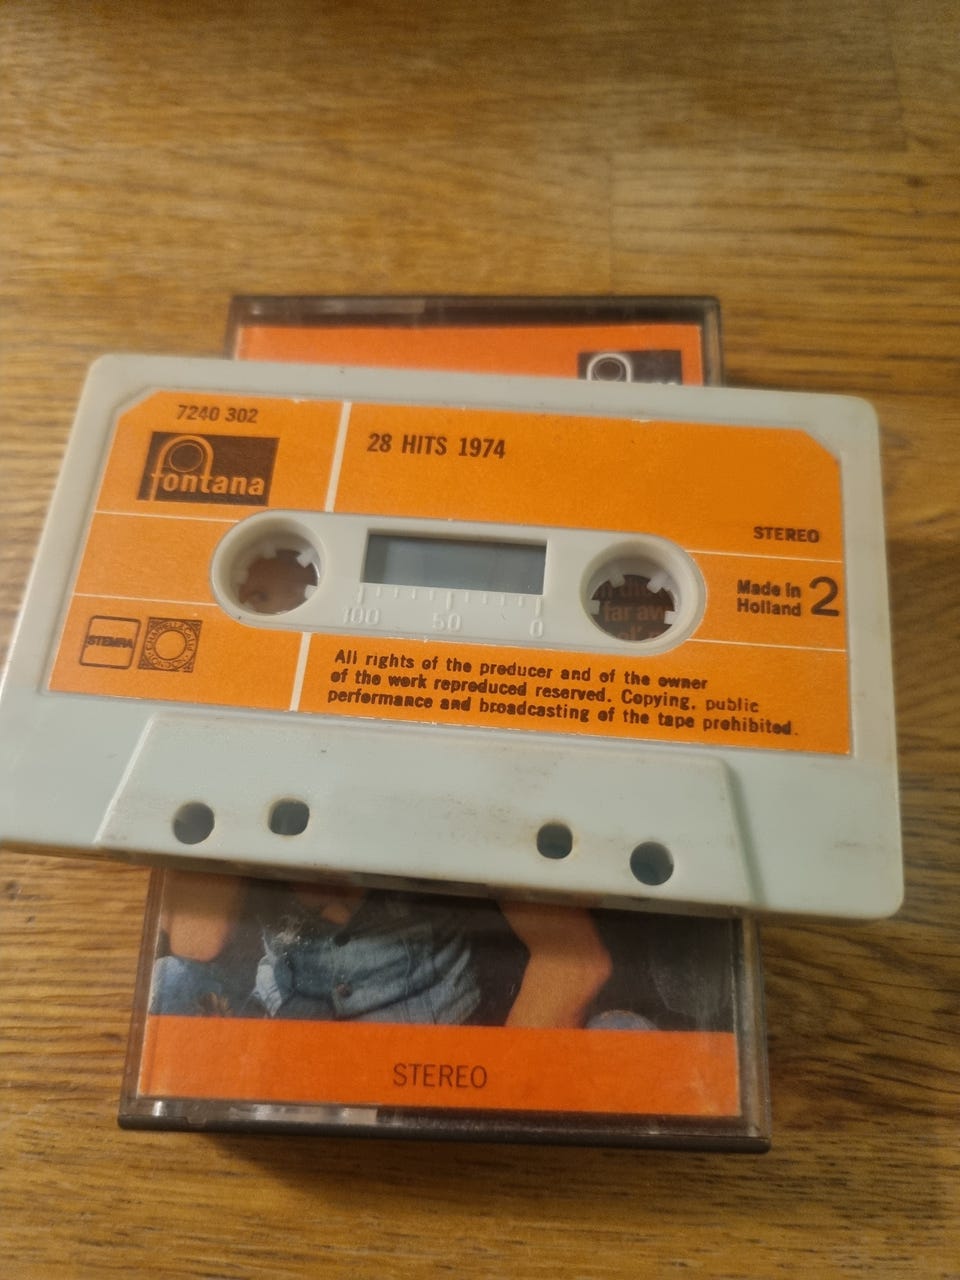 7240 302
fontana
28 HITS 1974
STEREO
Made in
Holland
2
100 50 0
far aw
STEMRA
All rights of the producer and of the owner
of the work reproduced reserved. Copying, public
performance and broadcasting of the tape prohibited.
STEREO